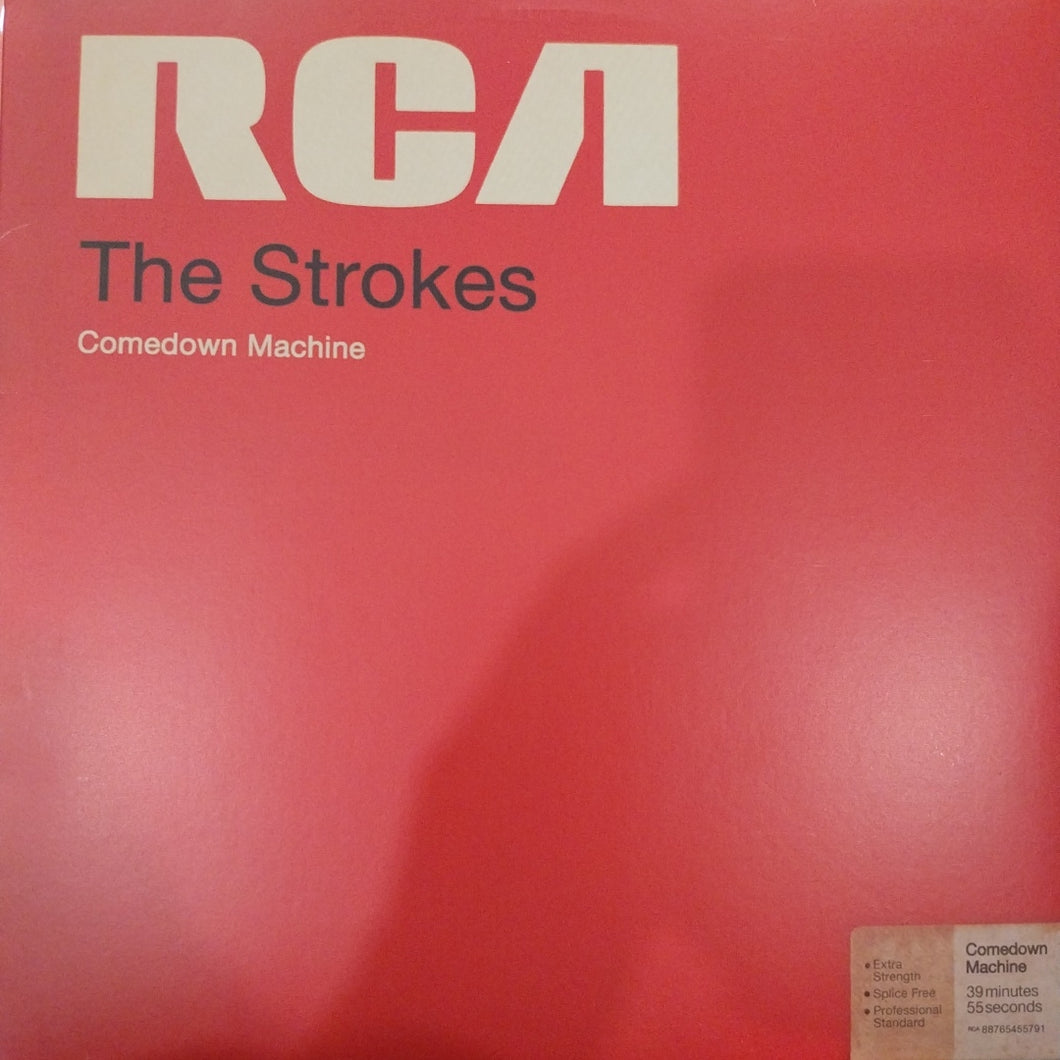 RCA
The Strokes
Comedown Machine
• Extra
Strength
• Splice Free
• Professional
Standard
Comedown
Machine
39 minutes
55 seconds
RCA 88765455791